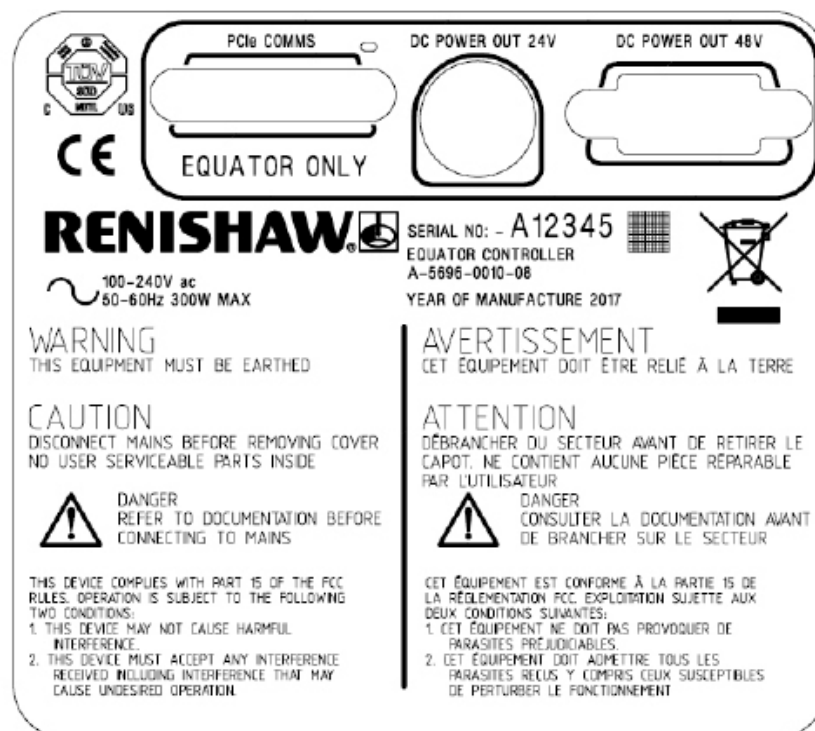 PCIe COMMS
DC POWER OUT 24V
DC POWER OUT 48V
TÜV
SÜD
C
US
CE
EQUATOR ONLY
RENISHAW
SERIAL NO: - A12345
EQUATOR CONTROLLER
A-5696-0010-08
100-240V ac
50-60Hz 300W MAX
YEAR OF MANUFACTURE 2017
WARNING
THIS EQUIPMENT MUST BE EARTHED
CAUTION
DISCONNECT MAINS BEFORE REMOVING COVER
NO USER SERVICEABLE PARTS INSIDE
DANGER
REFER TO DOCUMENTATION BEFORE
CONNECTING TO MAINS
THIS DEVICE COMPLIES WITH PART 15 OF THE FCC
RULES. OPERATION IS SUBJECT TO THE FOLLOWING
TWO CONDITIONS:
1. THIS DEVICE MAY NOT CAUSE HARMFUL
INTERFERENCE.
2. THIS DEVICE MUST ACCEPT ANY INTERFERENCE
RECEIVED INCLUDING INTERFERENCE THAT MAY
CAUSE UNDESIRED OPERATION.
AVERTISSEMENT
CET ÉQUIPEMENT DOIT ÊTRE RELIÉ À LA TERRE
ATTENTION
DÉBRANCHER DU SECTEUR AVANT DE RETIRER LE
CAPOT. NE CONTIENT AUCUNE PIÈCE RÉPARABLE
PAR L'UTILISATEUR
DANGER
CONSULTER LA DOCUMENTATION AVANT
DE BRANCHER SUR LE SECTEUR
CET ÉQUIPEMENT EST CONFORME À LA PARTIE 15 DE
LA RÉGLEMENTATION FCC. EXPLOITATION SUJETTE AUX
DEUX CONDITIONS SUIVANTES:
1. CET ÉQUIPEMENT NE DOIT PAS PROVOQUER DE
PARASITES PRÉJUDICIABLES.
2. CET ÉQUIPEMENT DOIT ADMETTRE TOUS LES
PARASITES RECUS Y COMPRIS CEUX SUSCEPTIBLES
DE PERTURBER LE FONCTIONNEMENT